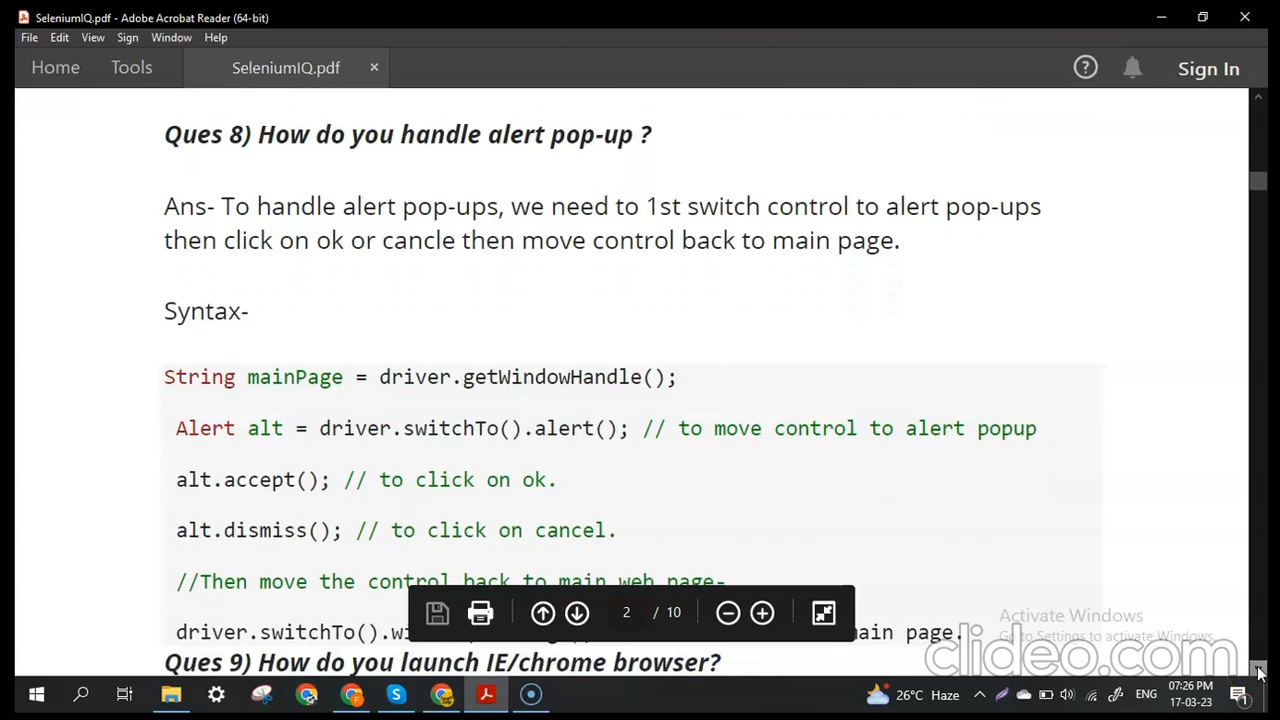 SeleniumIQ.pdf - Adobe Acrobat Reader (64-bit)
File Edit View Sign Window Help
Home Tools SeleniumIQ.pdf × Sign In
Ques 8) How do you handle alert pop-up ?
Ans- To handle alert pop-ups, we need to 1st switch control to alert pop-ups
then click on ok or cancle then move control back to main page.
Syntax-
String mainPage = driver.getWindowHandle();
Alert alt = driver.switchTo().alert(); // to move control to alert popup
alt.accept(); // to click on ok.
alt.dismiss(); // to click on cancel.
//Then move the control back to main web page-
driver.switchTo().wi main page.
Ques 9) How do you launch IE/chrome browser?
2 / 10
Activate Windows
Go to Settings to activate Windows.
clideo.com
26°C Haze ENG 07:26 PM
17-03-23